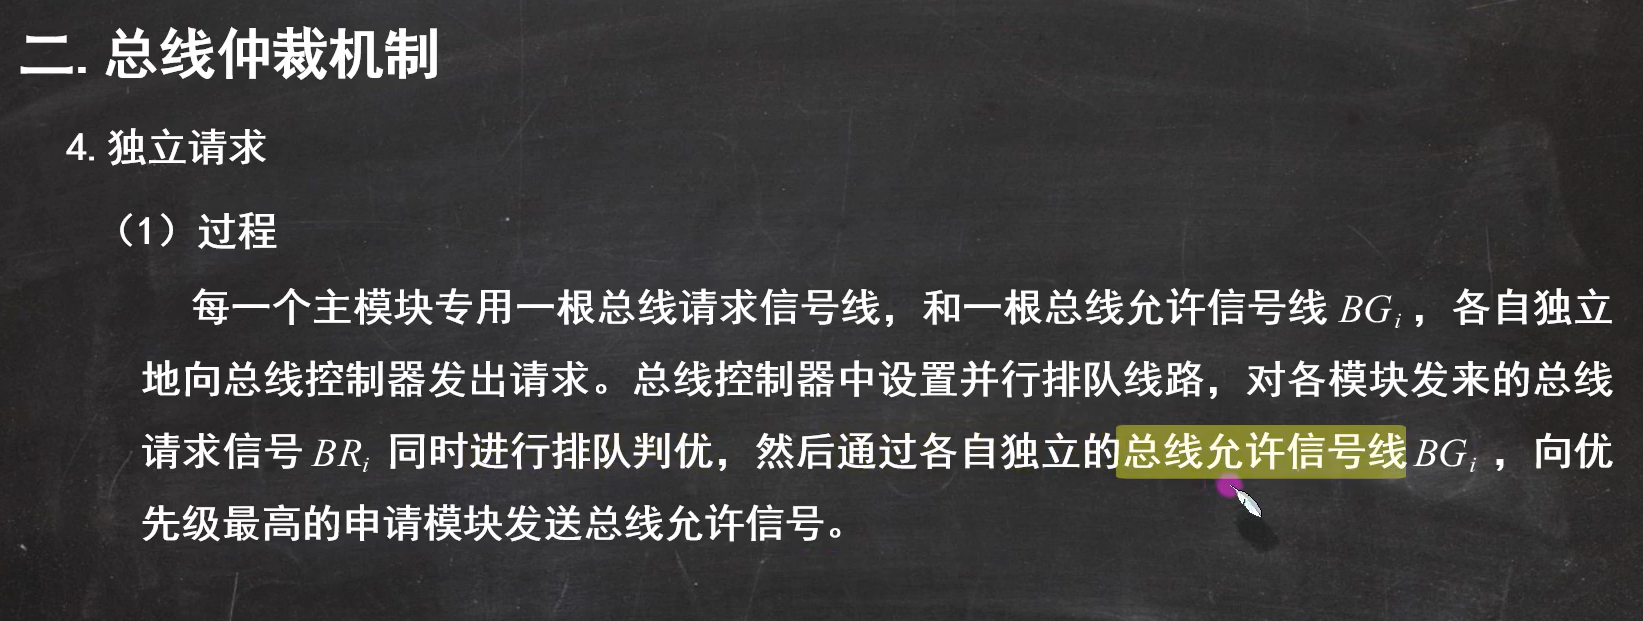 二. 总线仲裁机制
4. 独立请求
（1）过程
每一个主模块专用一根总线请求信号线，和一根总线允许信号线 BGi ，各自独立
地向总线控制器发出请求。总线控制器中设置并行排队线路，对各模块发来的总线
请求信号 BRi 同时进行排队判优，然后通过各自独立的总线允许信号线 BGi ，向优
先级最高的申请模块发送总线允许信号。